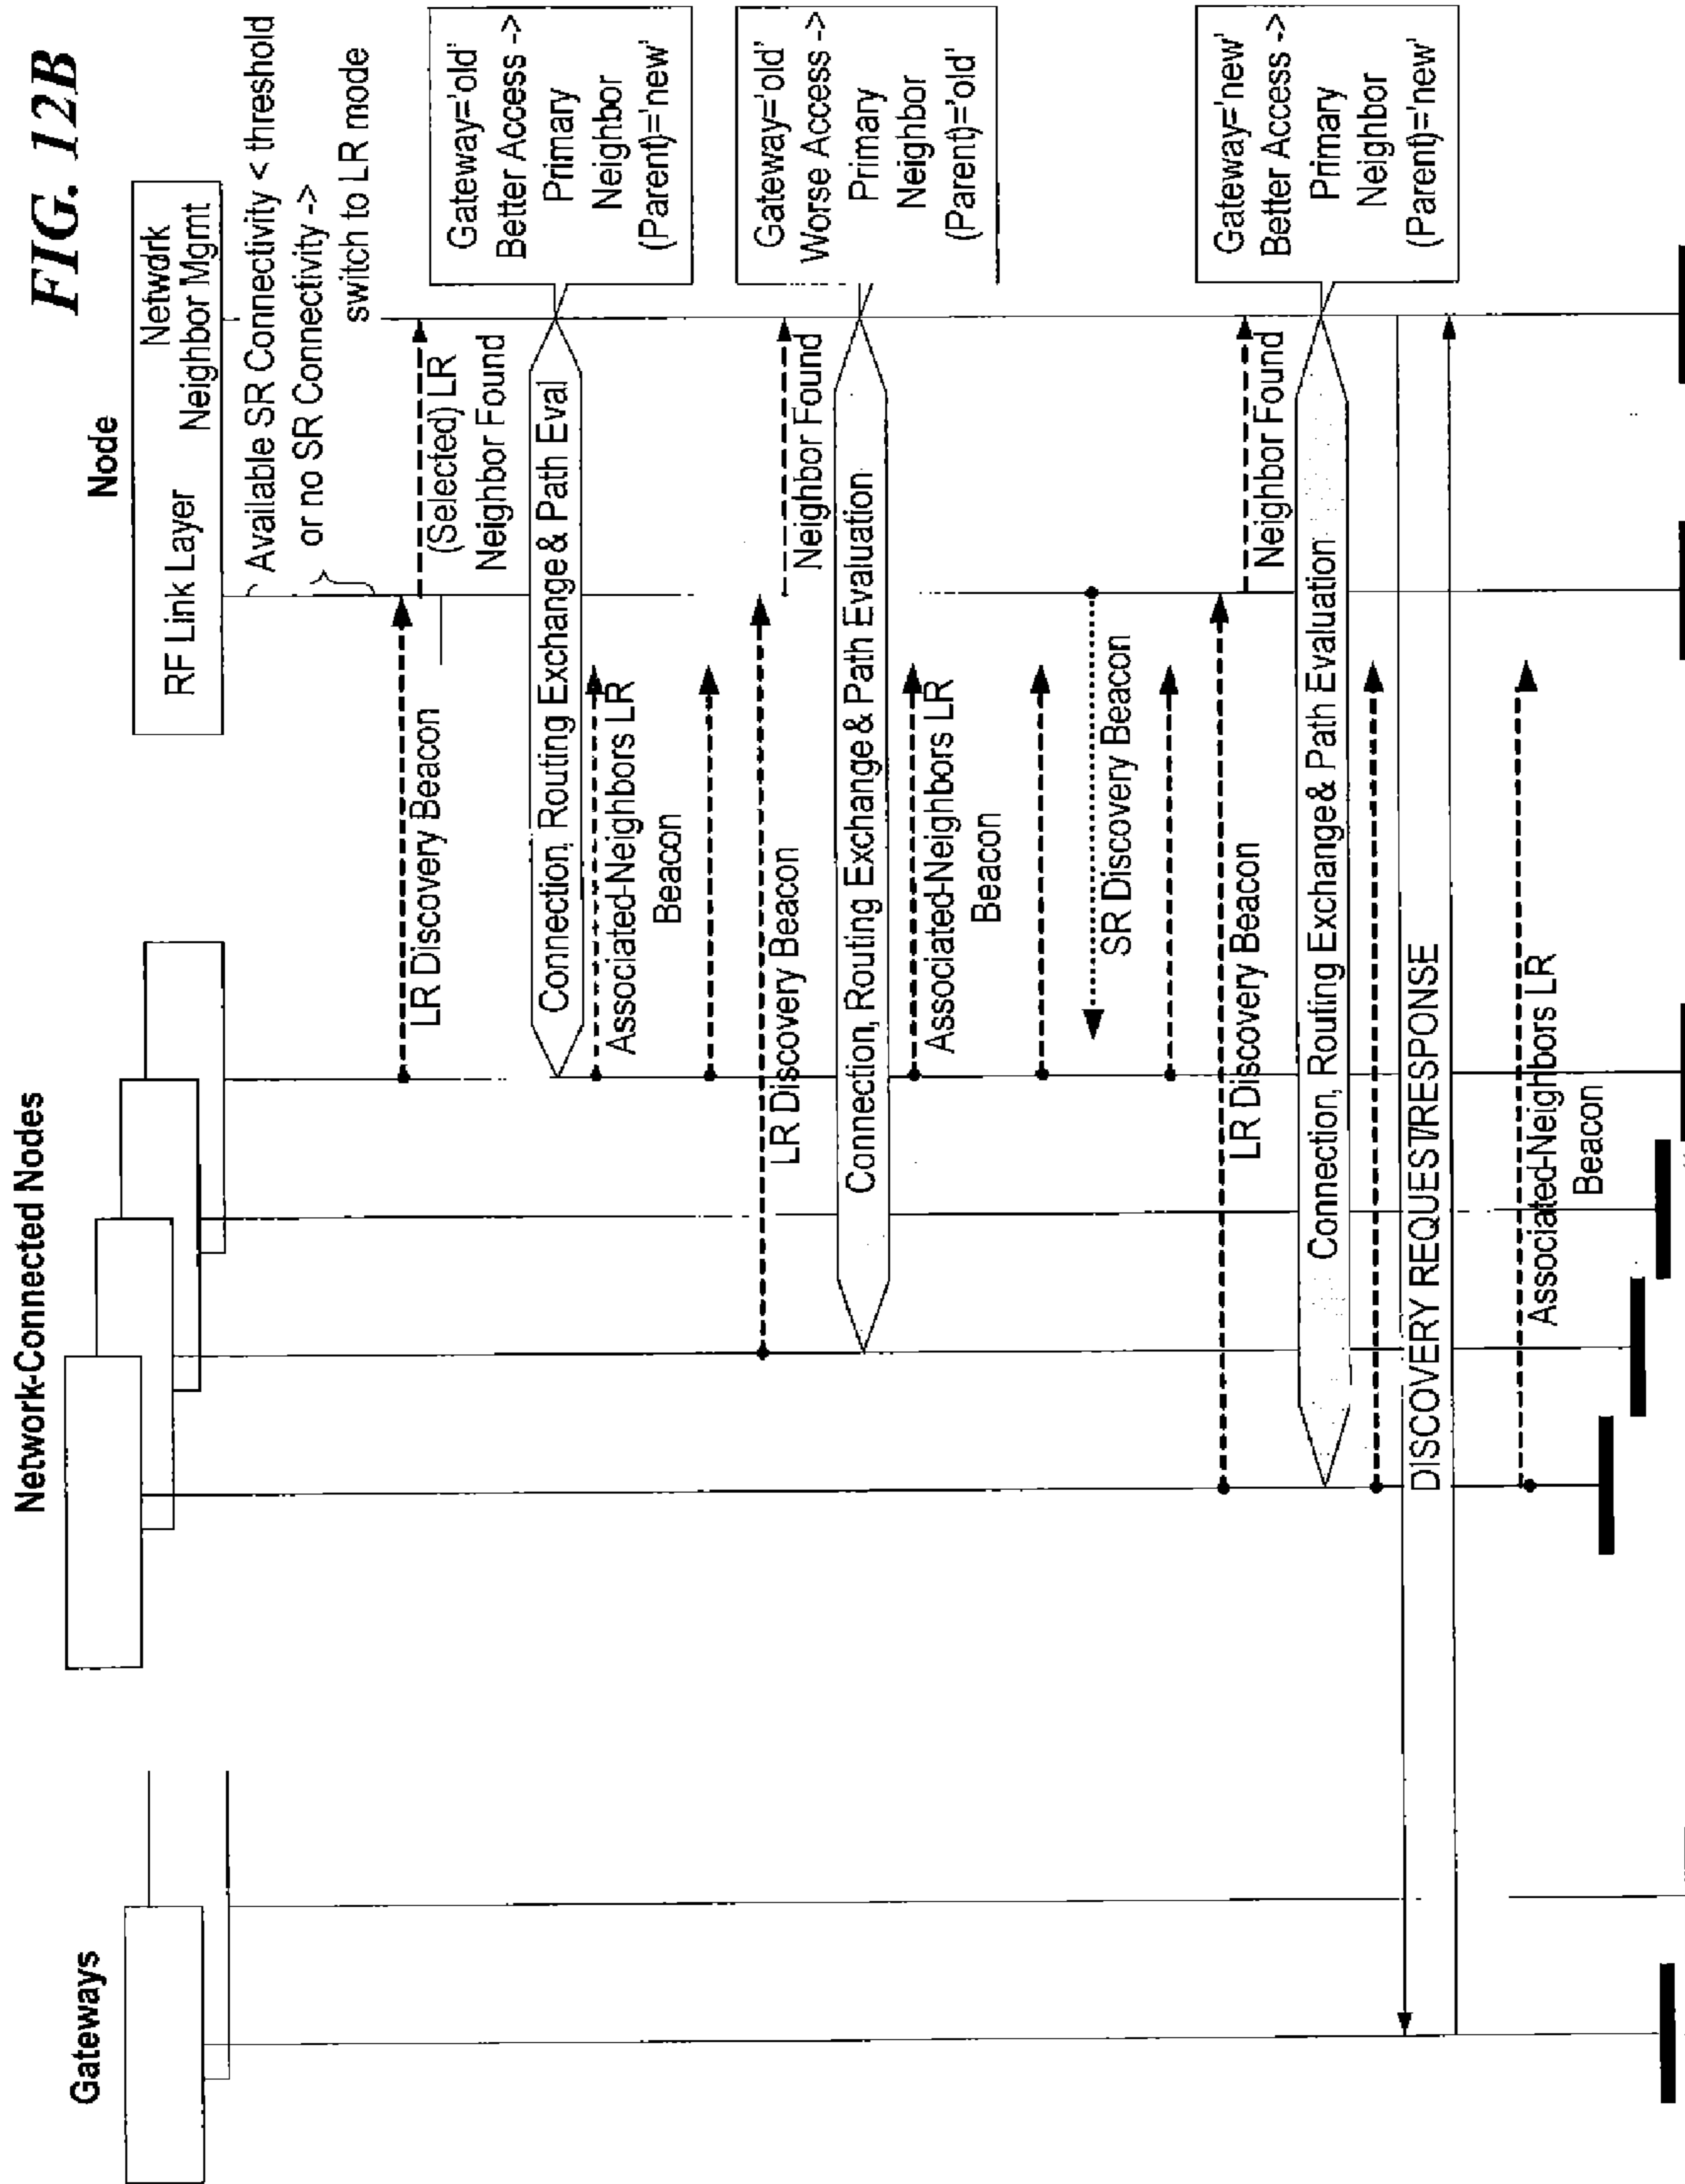 FIG. 12B
Gateways
Network-Connected Nodes
Node
RF Link Layer
Netwdrk
Neighbor Mgmt
Available SR Connectivity < threshold
or no SR Connectivity ->
switch to LR mode
LR Discovery Beacon
(Selected) LR
Neighbor Found
Connection, Routing Exchange & Path Eval
Gateway='old'
Better Access ->
Primary
Neighbor
(Parent)='new'
Associated-Neighbors LR
Beacon
LR Discovery Beacon
Neighbor Found
Connection, Routing Exchange & Path Evaluation
Gateway='old'
Worse Access ->
Primary
Neighbor
(Parent)='old'
Associated-Neighbors LR
Beacon
SR Discovery Beacon
LR Discovery Beacon
Neighbor Found
Connection, Routing Exchange & Path Evaluation
Gateway='new'
Better Access ->
Primary
Neighbor
(Parent)='new'
DISCOVERY REQUEST/RESPONSE
Associated-Neighbors LR
Beacon